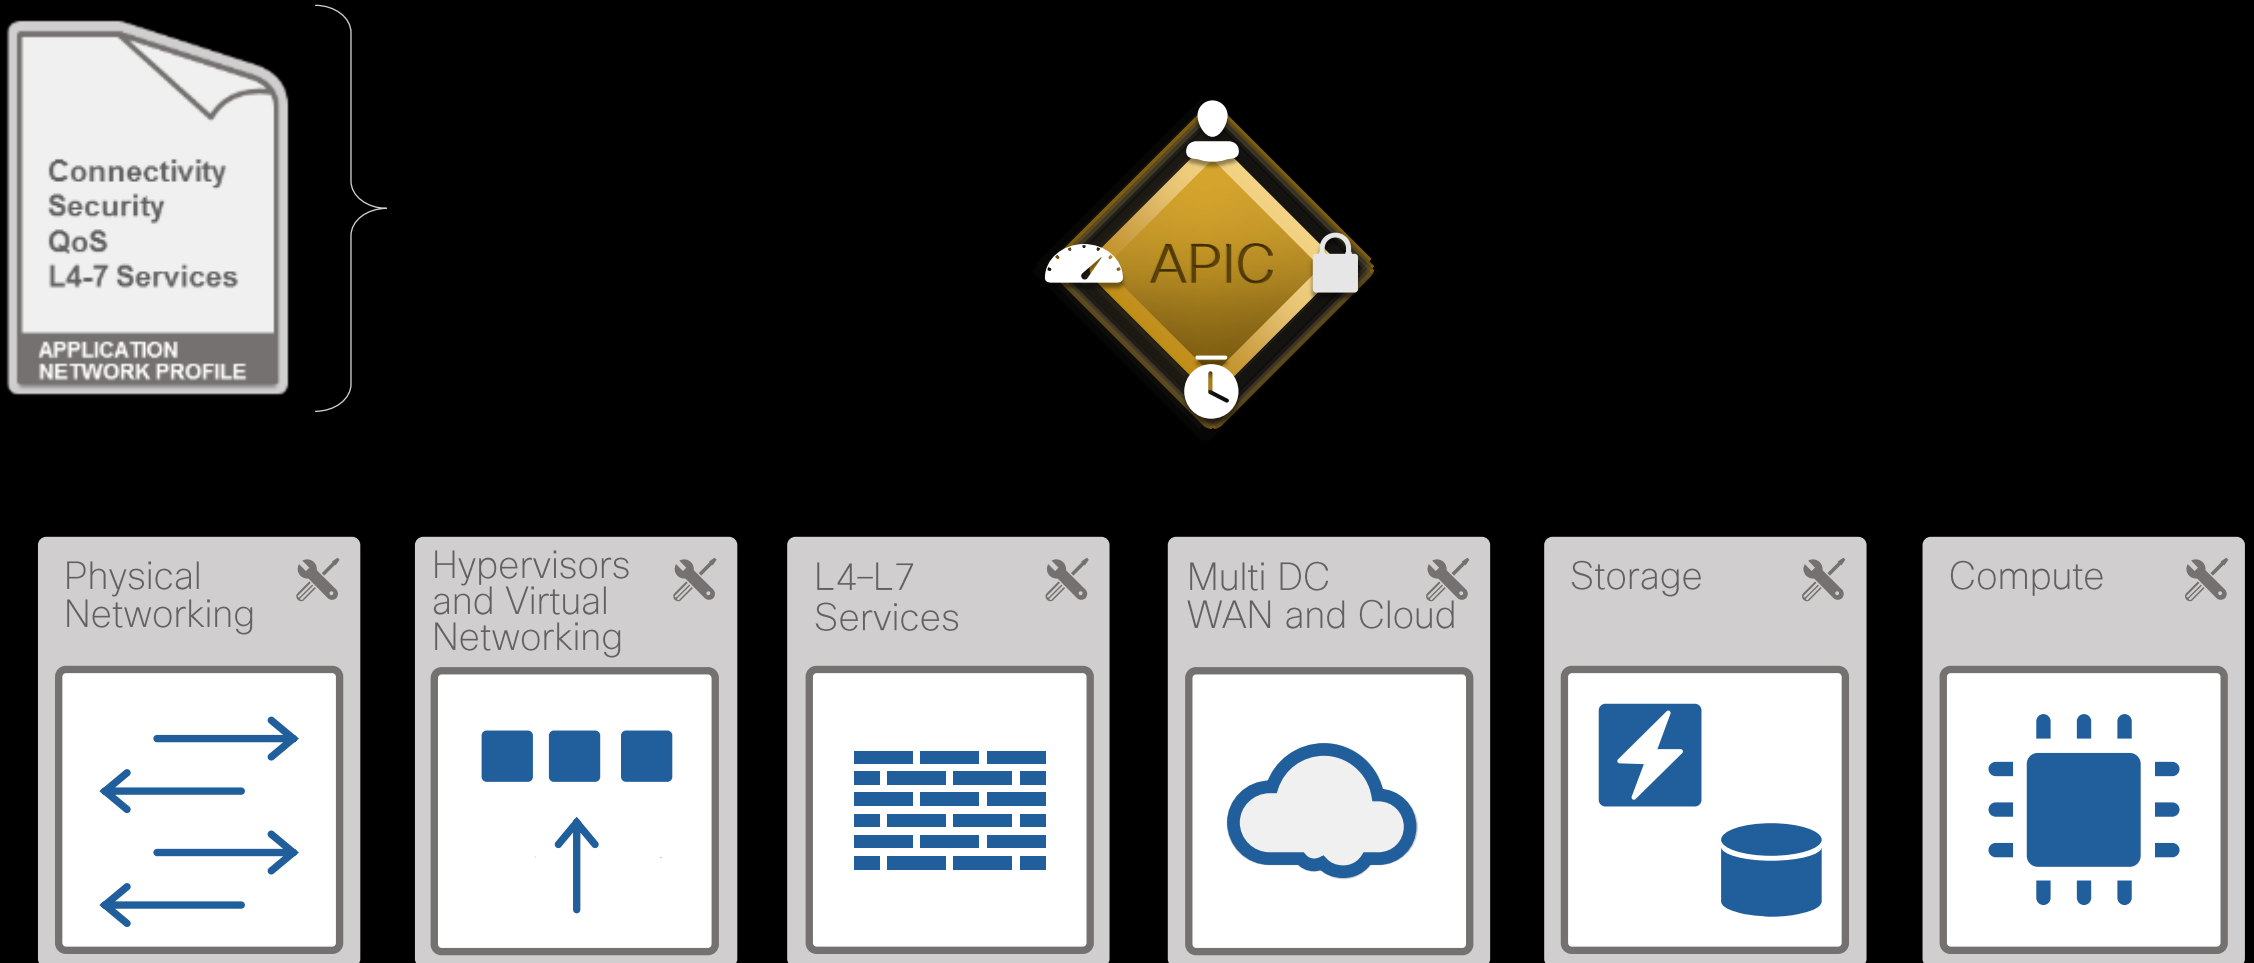 Connectivity
Security
QoS
L4-7 Services
APPLICATION
NETWORK PROFILE
APIC
Physical
Networking
Hypervisors
and Virtual
Networking
L4–L7
Services
Multi DC
WAN and Cloud
Storage
Compute